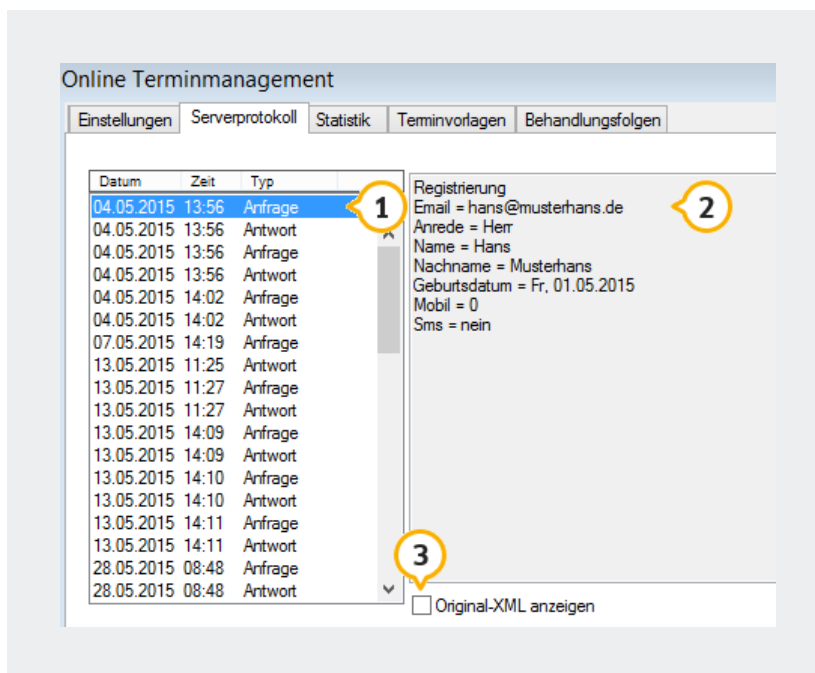 Online Terminmanagement
Einstellungen Serverprotokoll Statistik Terminvorlagen Behandlungsfolgen
Datum Zeit Typ
04.05.2015 13:56 Anfrage
04.05.2015 13:56 Antwort
04.05.2015 13:56 Anfrage
04.05.2015 13:56 Antwort
04.05.2015 14:02 Anfrage
04.05.2015 14:02 Antwort
07.05.2015 14:19 Anfrage
13.05.2015 11:25 Antwort
13.05.2015 11:27 Anfrage
13.05.2015 11:27 Antwort
13.05.2015 14:09 Anfrage
13.05.2015 14:09 Antwort
13.05.2015 14:10 Anfrage
13.05.2015 14:10 Antwort
13.05.2015 14:11 Anfrage
13.05.2015 14:11 Antwort
28.05.2015 08:48 Anfrage
28.05.2015 08:48 Antwort
1
Registrierung
Email = hans@musterhans.de
Anrede = Herr
Name = Hans
Nachname = Musterhans
Geburtsdatum = Fr, 01.05.2015
Mobil = 0
Sms = nein
2
3
Original-XML anzeigen